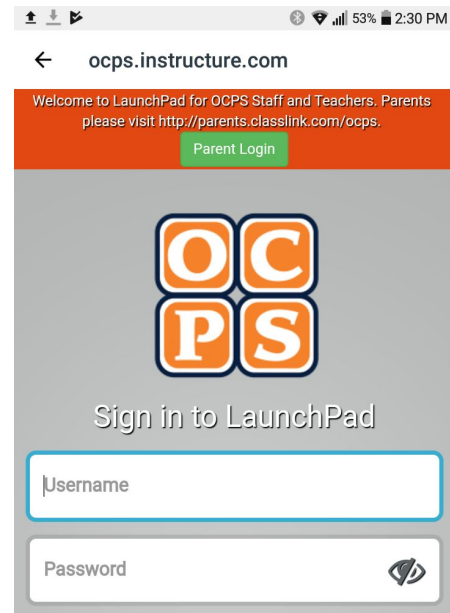 53% 2:30 PM
ocps.instructure.com
Welcome to LaunchPad for OCPS Staff and Teachers. Parents
please visit http://parents.classlink.com/ocps.
Parent Login
OC
PS
Sign in to LaunchPad
Username
Password